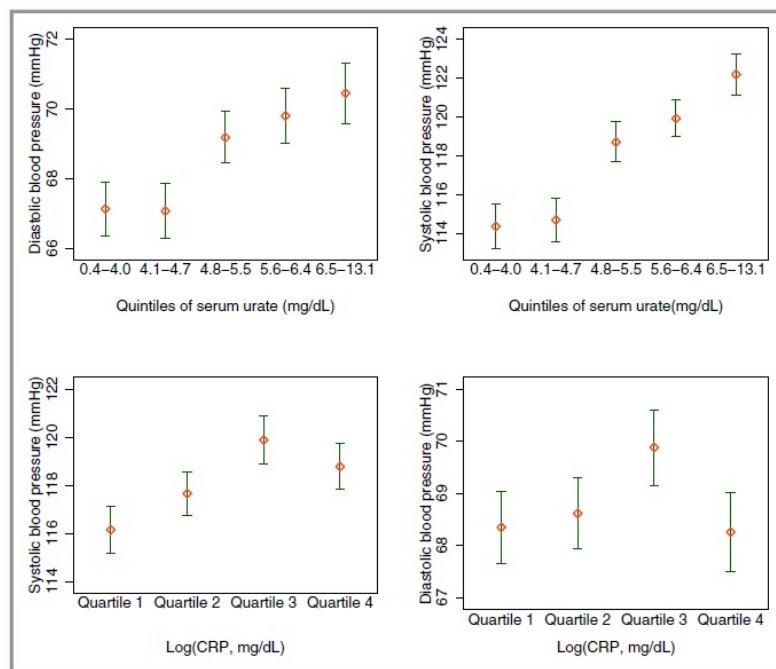 Diastolic blood pressure (mmHg)
72
70
68
66
0.4−4.0 4.1−4.7 4.8−5.5 5.6−6.4 6.5−13.1
Quintiles of serum urate (mg/dL)
Systolic blood pressure (mmHg)
124
122
120
118
116
114
0.4−4.0 4.1−4.7 4.8−5.5 5.6−6.4 6.5−13.1
Quintiles of serum urate(mg/dL)
Systolic blood pressure (mmHg)
122
120
118
116
114
Quartile 1 Quartile 2 Quartile 3 Quartile 4
Log(CRP, mg/dL)
Diastolic blood pressure (mmHg)
71
70
69
68
67
Quartile 1 Quartile 2 Quartile 3 Quartile 4
Log(CRP, mg/dL)